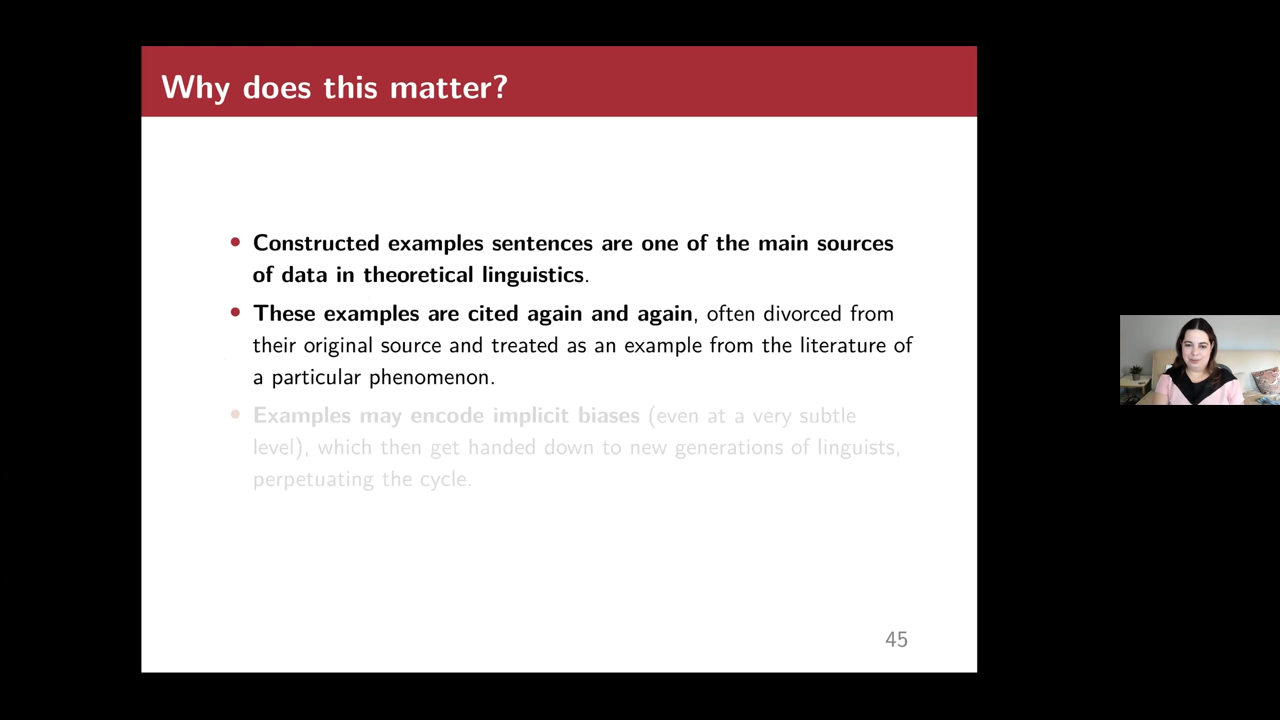 Why does this matter?
• Constructed examples sentences are one of the main sources
of data in theoretical linguistics.
• These examples are cited again and again, often divorced from
their original source and treated as an example from the literature of
a particular phenomenon.
• Examples may encode implicit biases (even at a very subtle
level), which then get handed down to new generations of linguists,
perpetuating the cycle.
45